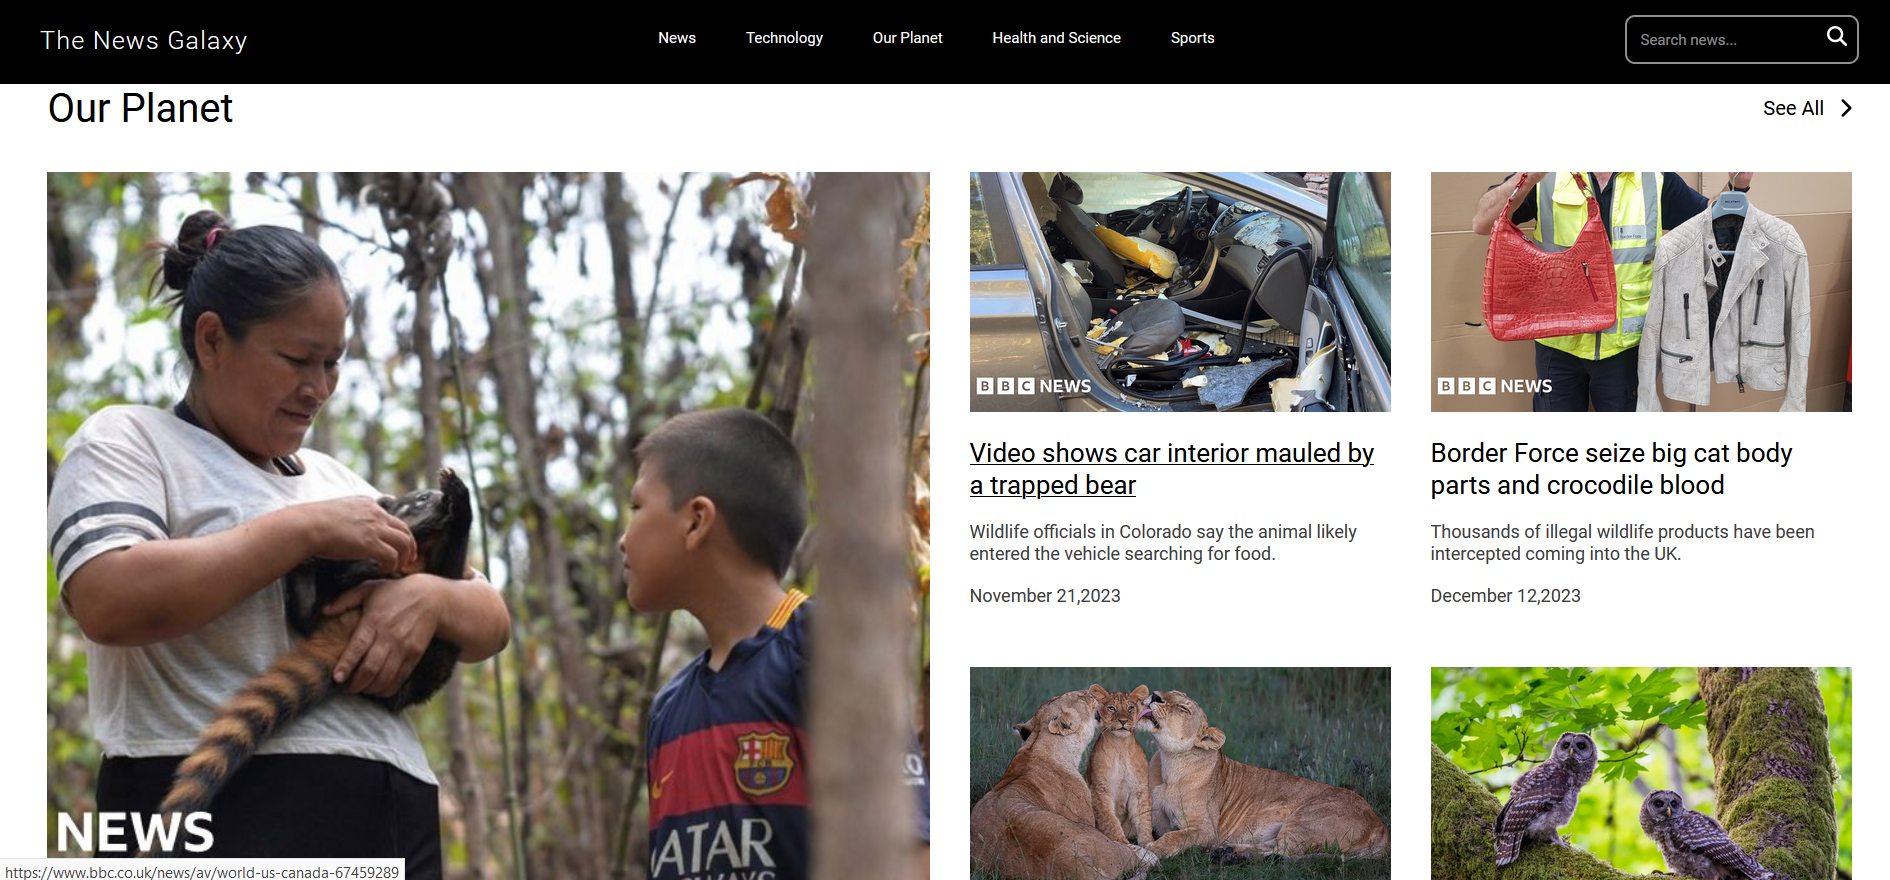 The News Galaxy
News
Technology
Our Planet
Health and Science
Sports
Search news...
Our Planet
See All
BBC NEWS
BBC NEWS
Video shows car interior mauled by
a trapped bear
Border Force seize big cat body
parts and crocodile blood
Wildlife officials in Colorado say the animal likely
entered the vehicle searching for food.
Thousands of illegal wildlife products have been
intercepted coming into the UK.
November 21,2023
December 12,2023
NEWS
ATAR
https://www.bbc.co.uk/news/av/world-us-canada-67459289